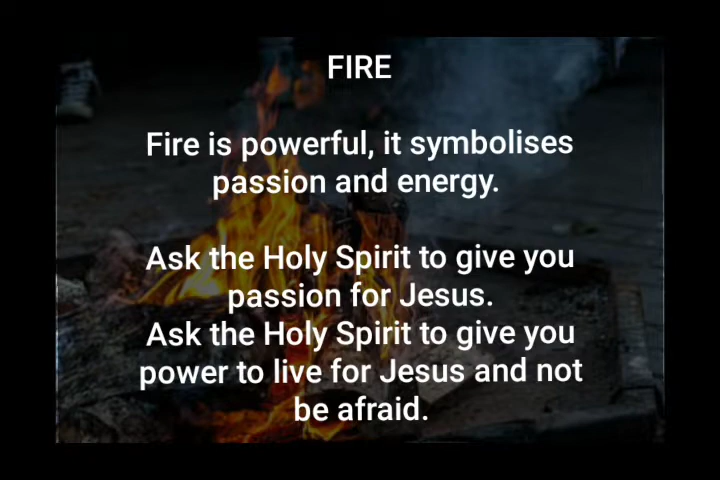 FIRE
Fire is powerful, it symbolises
passion and energy.
Ask the Holy Spirit to give you
passion for Jesus.
Ask the Holy Spirit to give you
power to live for Jesus and not
be afraid.